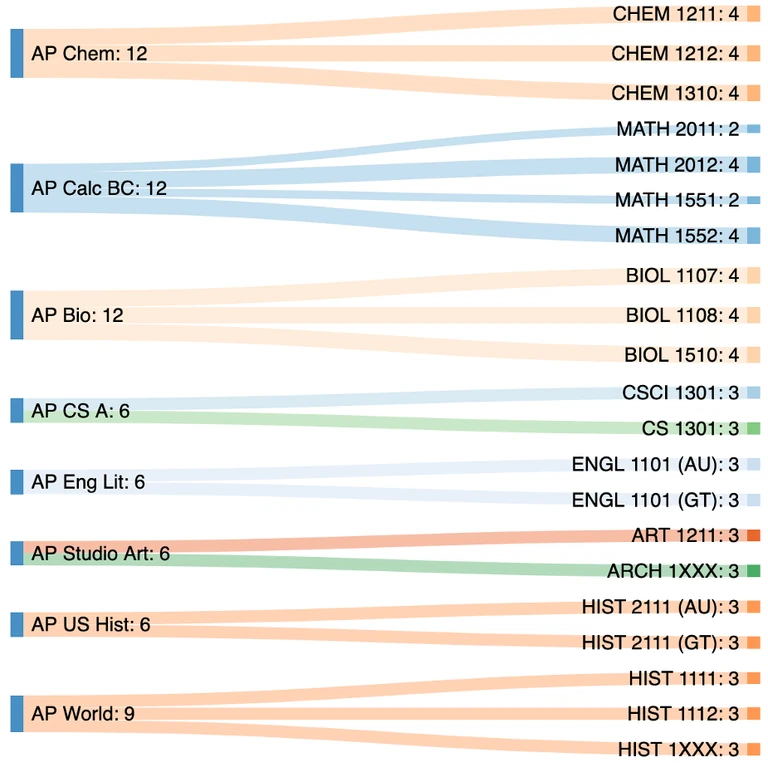 AP Chem: 12
CHEM 1211: 4
CHEM 1212: 4
CHEM 1310: 4
AP Calc BC: 12
MATH 2011: 2
MATH 2012: 4
MATH 1551: 2
MATH 1552: 4
AP Bio: 12
BIOL 1107: 4
BIOL 1108: 4
BIOL 1510: 4
AP CS A: 6
CSCI 1301: 3
CS 1301: 3
AP Eng Lit: 6
ENGL 1101 (AU): 3
ENGL 1101 (GT): 3
AP Studio Art: 6
ART 1211: 3
ARCH 1XXX: 3
AP US Hist: 6
HIST 2111 (AU): 3
HIST 2111 (GT): 3
AP World: 9
HIST 1111: 3
HIST 1112: 3
HIST 1XXX: 3